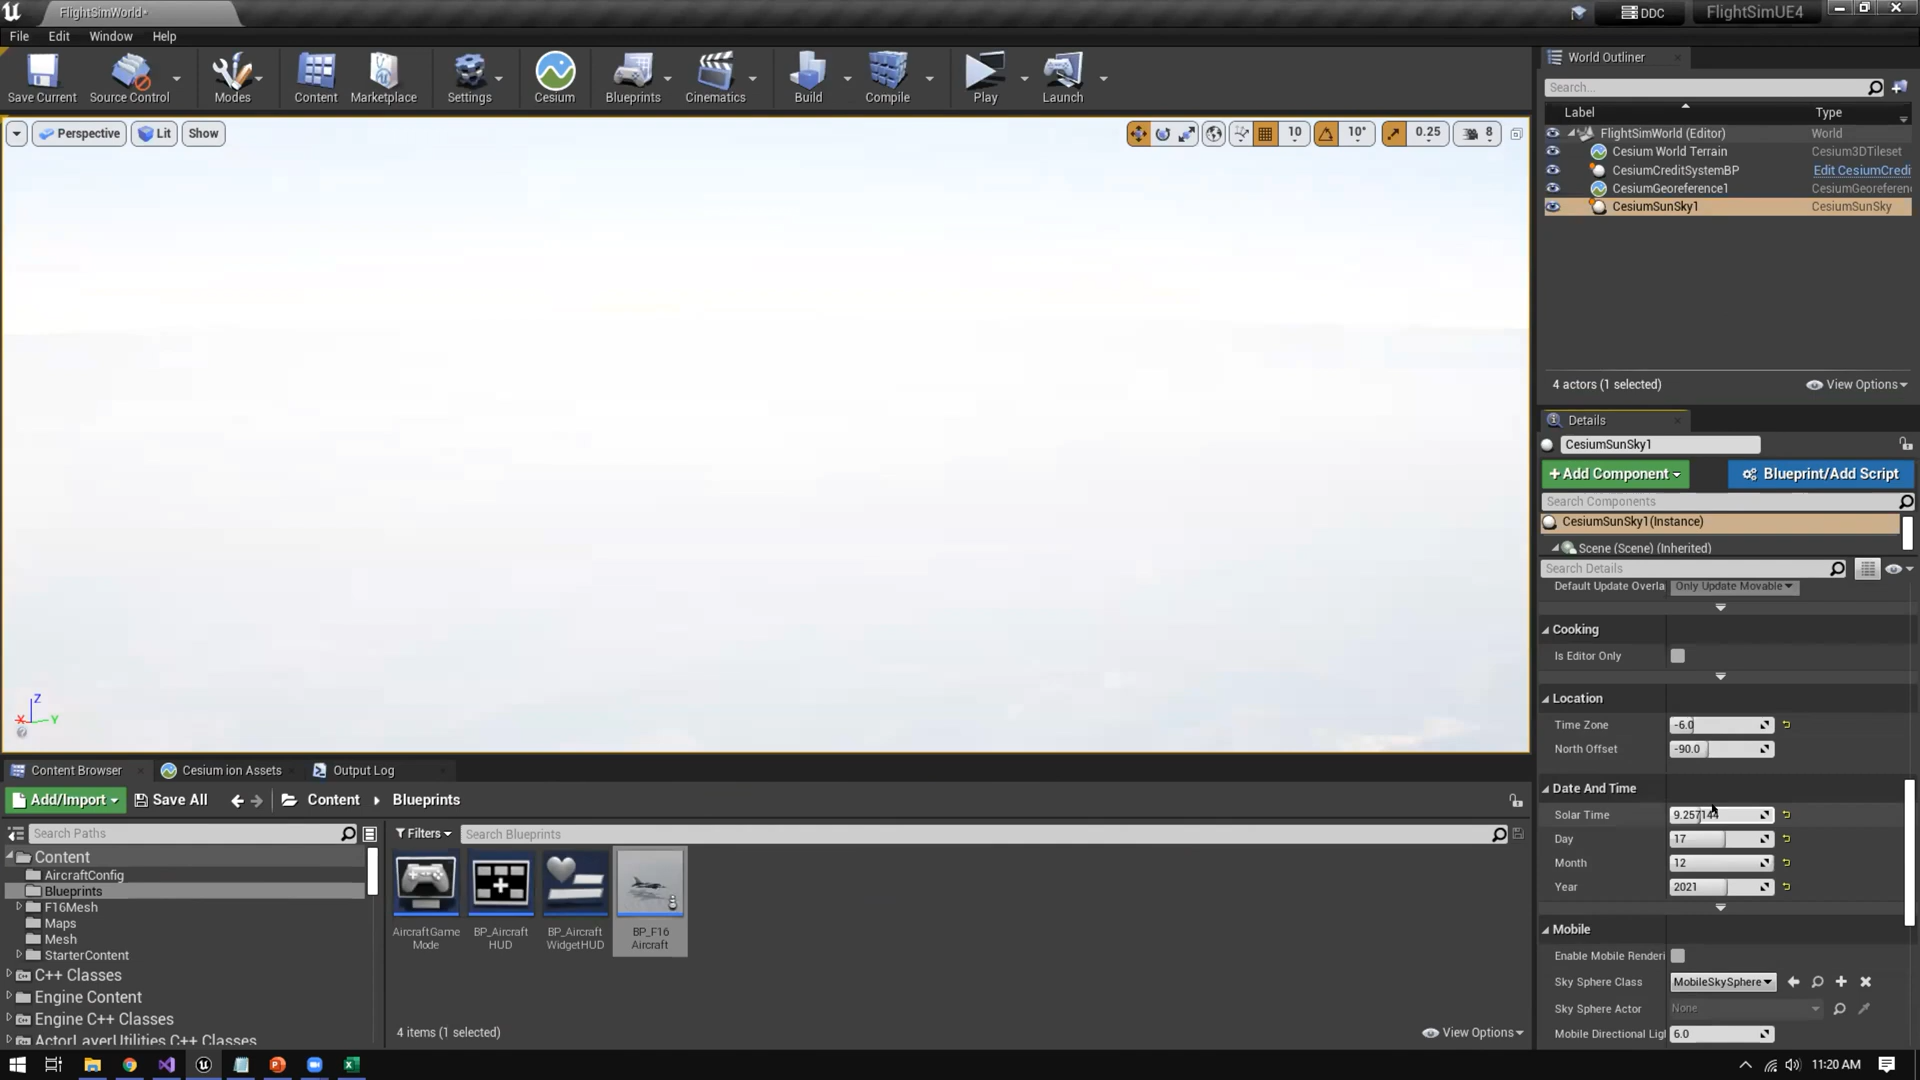 FlightSimWorld*
DDC
FlightSimUE4
File Edit Window Help
Save Current
Source Control
Modes
Content
Marketplace
Settings
Cesium
Blueprints
Cinematics
Build
Compile
Play
Launch
Perspective
Lit
Show
10
10°
0.25
8
World Outliner
Search...
Label Type
FlightSimWorld (Editor) World
Cesium World Terrain Cesium3DTileset
CesiumCreditSystemBP Edit CesiumCredi
CesiumGeoreference1 CesiumGeoreferen
CesiumSunSky1 CesiumSunSky
4 actors (1 selected)
View Options
Details
CesiumSunSky1
+Add Component
Blueprint/Add Script
Search Components
CesiumSunSky1(Instance)
Scene (Scene) (Inherited)
Search Details
Default Update Overla Only Update Movable
Cooking
Is Editor Only
Location
Time Zone -6.0
North Offset -90.0
Date And Time
Solar Time 9.257144
Day 17
Month 12
Year 2021
Mobile
Enable Mobile Renderi
Sky Sphere Class MobileSkySphere
Sky Sphere Actor None
Mobile Directional Lig 6.0
X Y Z
Content Browser
Cesium ion Assets
Output Log
Add/Import
Save All
Content
Blueprints
Search Paths
Filters
Search Blueprints
Content
AircraftConfig
Blueprints
F16Mesh
Maps
Mesh
StarterContent
C++ Classes
Engine Content
Engine C++ Classes
ActorLayerUtilities C++ Classes
AircraftGame
Mode
BP_Aircraft
HUD
BP_Aircraft
WidgetHUD
BP_F16
Aircraft
4 items (1 selected)
View Options
11:20 AM